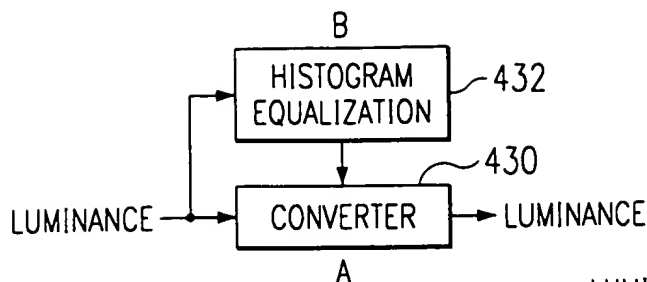 B
HISTOGRAM
EQUALIZATION
432
430
LUMINANCE
CONVERTER
LUMINANCE
A